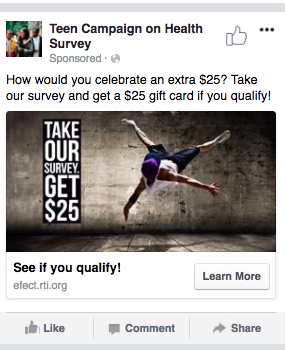 Teen Campaign on Health
Survey
Sponsored ·
How would you celebrate an extra $25? Take
our survey and get a $25 gift card if you qualify!
TAKE
OUR
SURVEY.
GET
$25
See if you qualify!
efect.rti.org
Learn More
Like Comment Share